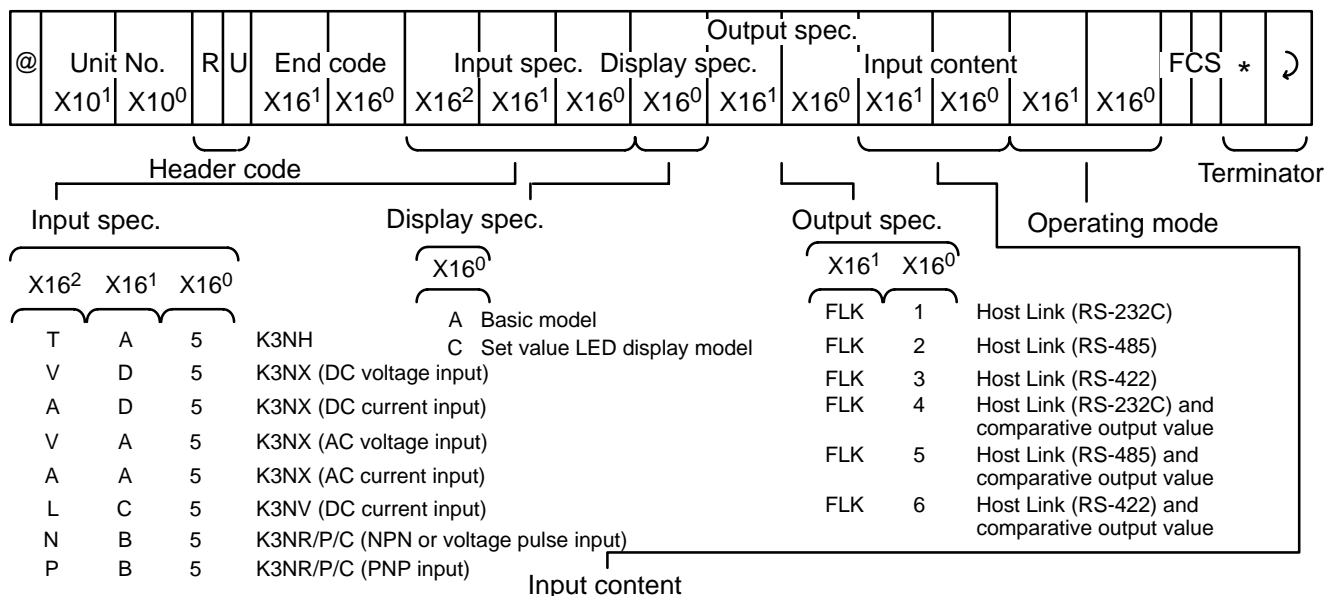 Output spec.
@ Unit No. R U End code Input spec. Display spec. Input content FCS * ⤸
X10¹ X10⁰ X16¹ X16⁰ X16² X16¹ X16⁰ X16⁰ X16¹ X16⁰ X16¹ X16⁰ X16¹ X16⁰
Header code Terminator
Input spec. Display spec. Output spec. Operating mode
X16² X16¹ X16⁰
T A 5 K3NH
V D 5 K3NX (DC voltage input)
A D 5 K3NX (DC current input)
V A 5 K3NX (AC voltage input)
A A 5 K3NX (AC current input)
L C 5 K3NV (DC current input)
N B 5 K3NR/P/C (NPN or voltage pulse input)
P B 5 K3NR/P/C (PNP input)
X16⁰
A Basic model
C Set value LED display model
X16¹ X16⁰
FLK 1 Host Link (RS-232C)
FLK 2 Host Link (RS-485)
FLK 3 Host Link (RS-422)
FLK 4 Host Link (RS-232C) and
comparative output value
FLK 5 Host Link (RS-485) and
comparative output value
FLK 6 Host Link (RS-422) and
comparative output value
Input content